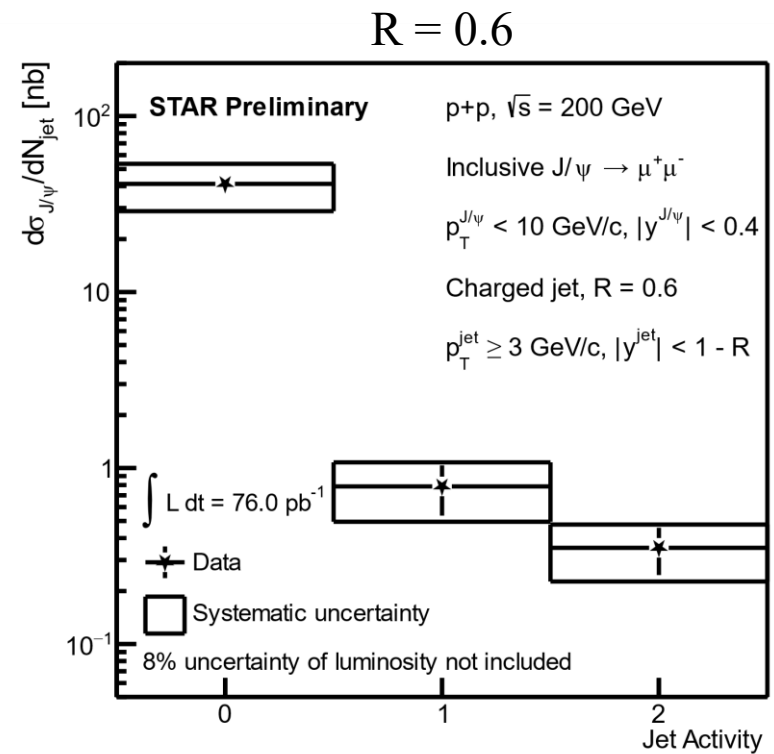 R = 0.6
dσ_{J/ψ}/dN_{jet} [nb]
10²
10
1
10⁻¹
STAR Preliminary
p+p, √s = 200 GeV
Inclusive J/ψ → μ⁺μ⁻
p_T^{J/ψ} < 10 GeV/c, |y^{J/ψ}| < 0.4
Charged jet, R = 0.6
p_T^{jet} ≥ 3 GeV/c, |y^{jet}| < 1 - R
∫ L dt = 76.0 pb⁻¹
Data
Systematic uncertainty
8% uncertainty of luminosity not included
0 1 2
Jet Activity